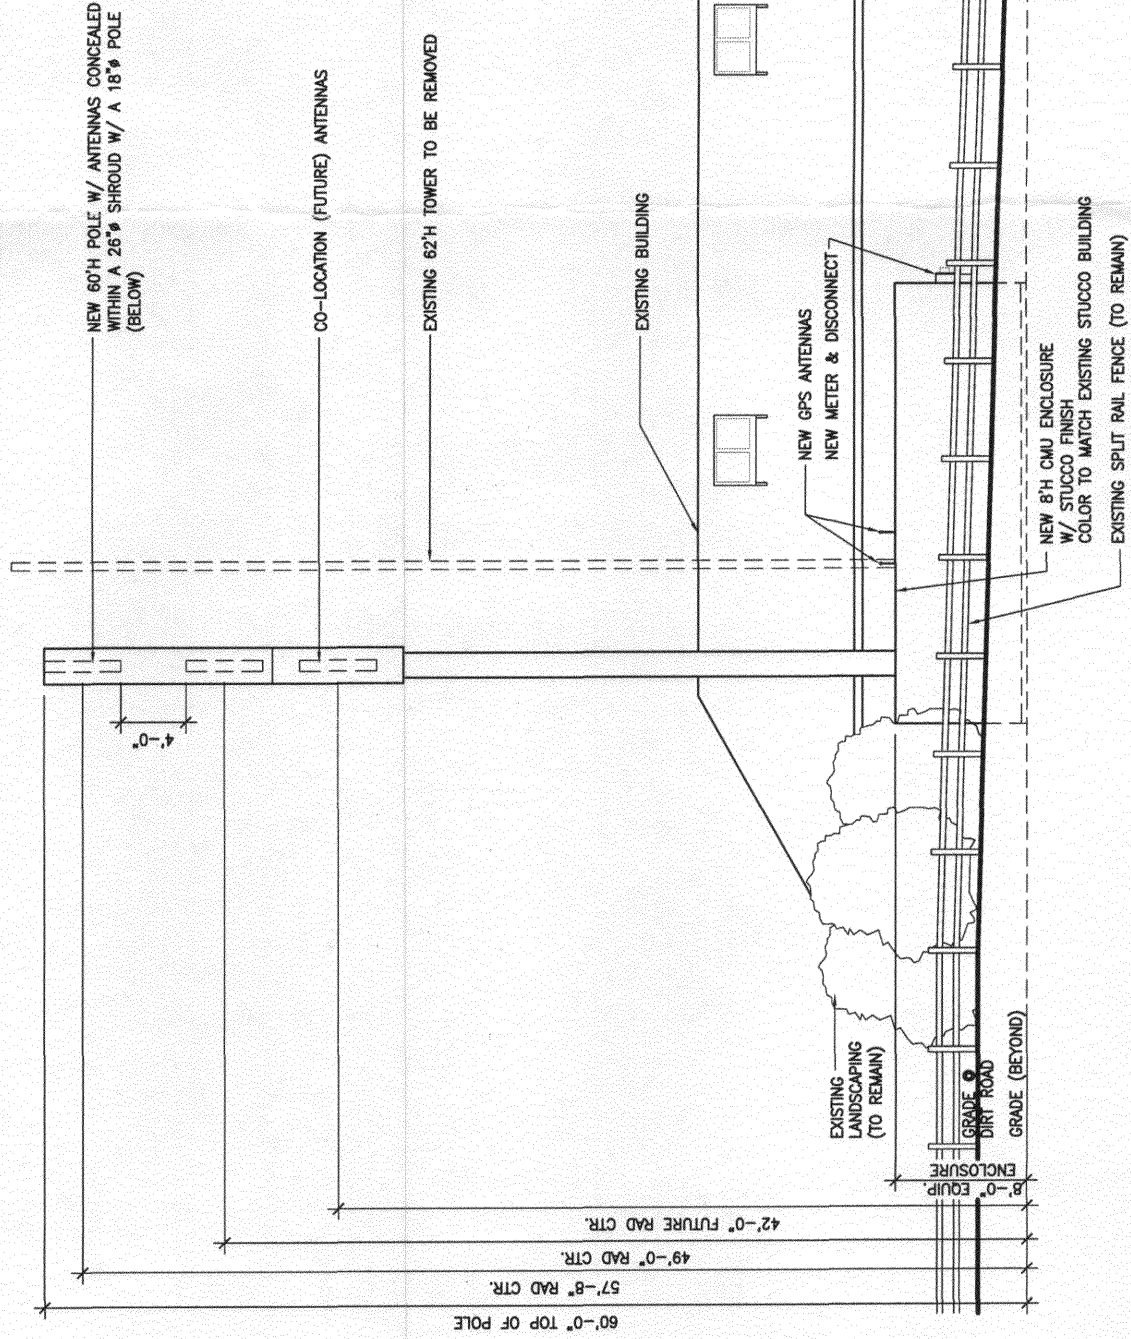 NEW 60'H POLE W/ ANTENNAS CONCEALED
WITHIN A 26"ø SHROUD W/ A 18"ø POLE
(BELOW)
CO-LOCATION (FUTURE) ANTENNAS
EXISTING 62'H TOWER TO BE REMOVED
EXISTING BUILDING
NEW GPS ANTENNAS
NEW METER & DISCONNECT
NEW 8'H CMU ENCLOSURE
W/ STUCCO FINISH
COLOR TO MATCH EXISTING STUCCO BUILDING
EXISTING SPLIT RAIL FENCE (TO REMAIN)
4'-0"
EXISTING
LANDSCAPING
(TO REMAIN)
GRADE @
DIRT ROAD
GRADE (BEYOND)
8'-0" EQUIP.
ENCLOSURE
42'-0" FUTURE RAD CTR.
49'-0" RAD CTR.
57'-8" RAD CTR.
60'-0" TOP OF POLE